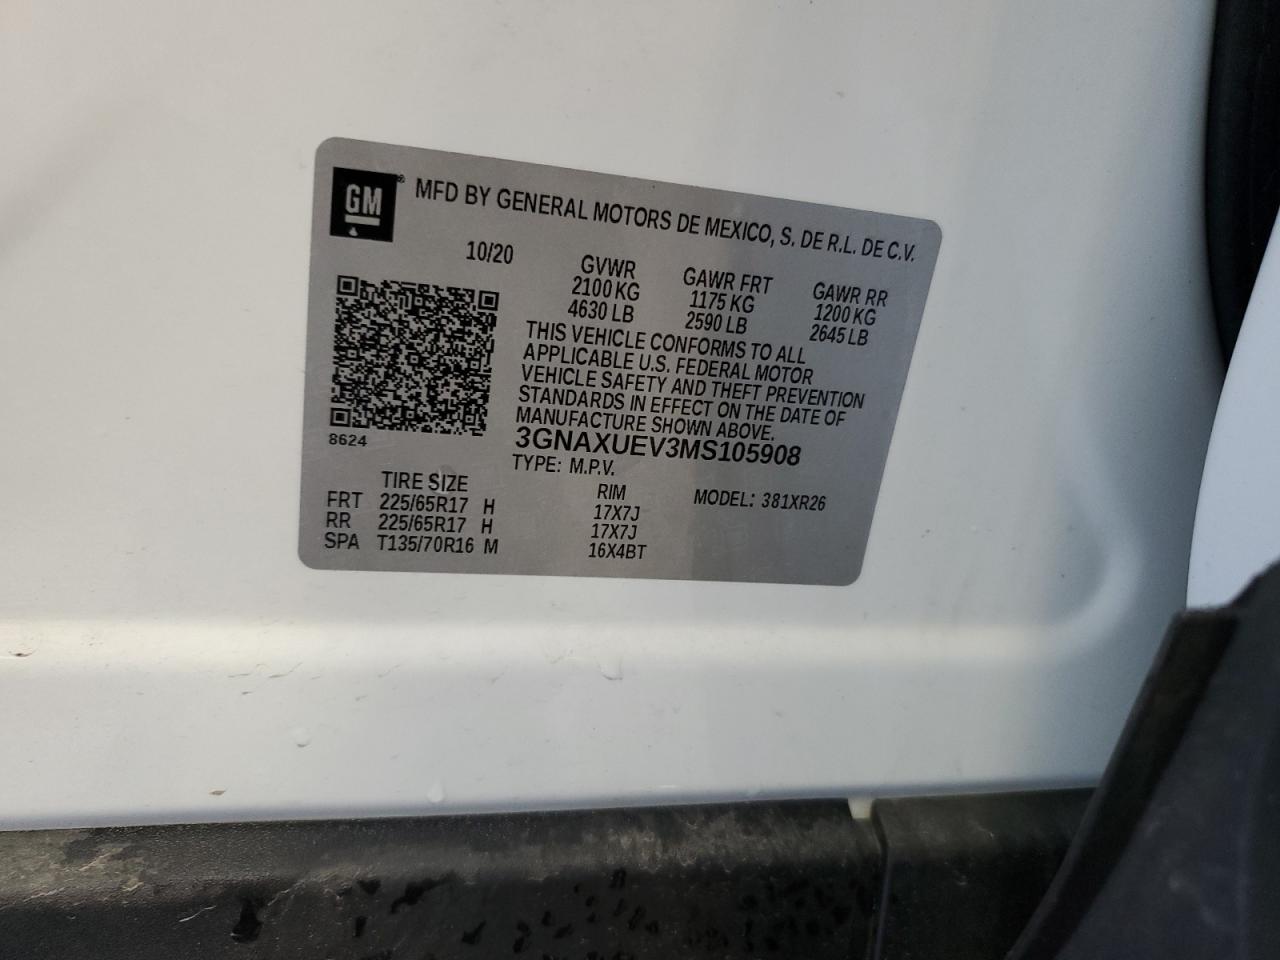 GM ® MFD BY GENERAL MOTORS DE MEXICO, S. DE R.L. DE C.V.
10/20
GVWR GAWR FRT GAWR RR
2100 KG 1175 KG 1200 KG
4630 LB 2590 LB 2645 LB
THIS VEHICLE CONFORMS TO ALL
APPLICABLE U.S. FEDERAL MOTOR
VEHICLE SAFETY AND THEFT PREVENTION
STANDARDS IN EFFECT ON THE DATE OF
MANUFACTURE SHOWN ABOVE.
8624
3GNAXUEV3MS105908
TYPE: M.P.V.
TIRE SIZE RIM MODEL: 381XR26
FRT 225/65R17 H 17X7J
RR 225/65R17 H 17X7J
SPA T135/70R16 M 16X4BT